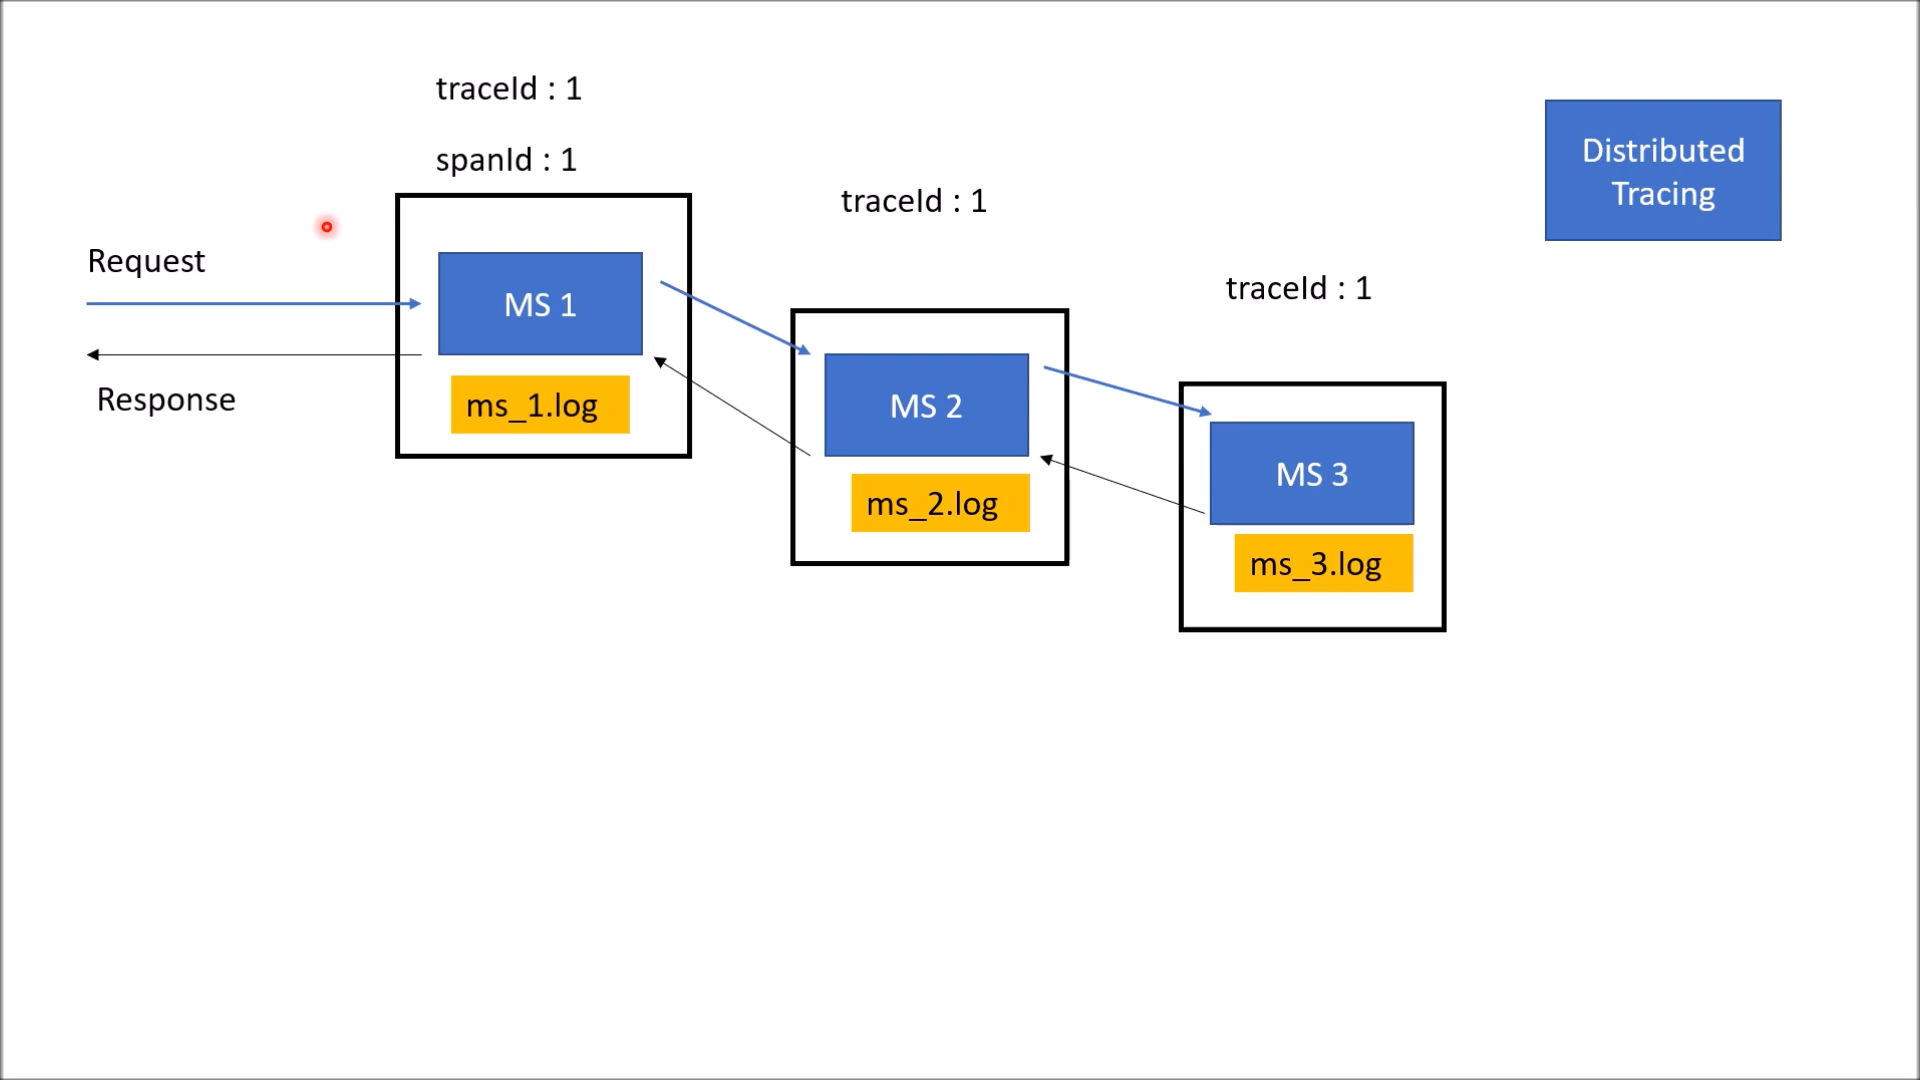 traceId : 1
spanId : 1
traceId : 1
traceId : 1
Distributed
Tracing
Request
Response
MS 1
ms_1.log
MS 2
ms_2.log
MS 3
ms_3.log